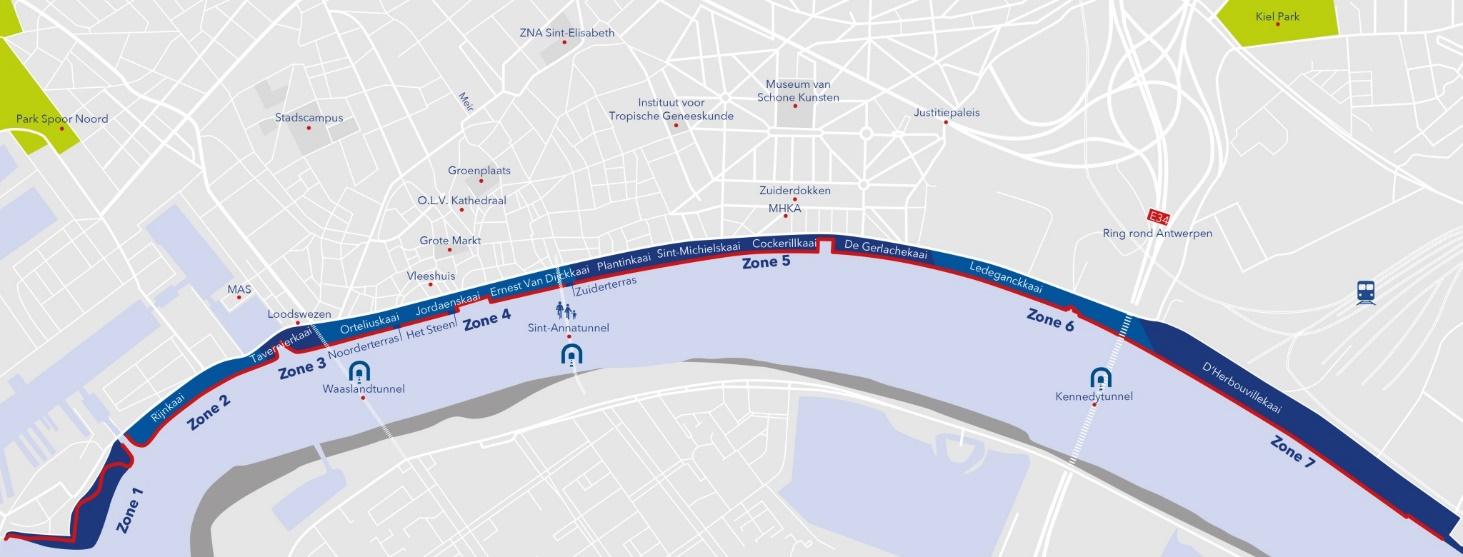 Kiel Park
ZNA Sint-Elisabeth
Meir
Museum van
Schone Kunsten
Instituut voor
Tropische Geneeskunde
Justitiepaleis
Park Spoor Noord
Stadscampus
Groenplaats
O.L.V. Kathedraal
Zuiderdokken
MHKA
E34
Ring rond Antwerpen
Grote Markt
Vleeshuis
MAS
Loodswezen
Tavernierkaai
Orteliuskaai
Jordaenskaai
Ernest Van Dijckkaai
Plantinkaai
Sint-Michielskaai
Cockerillkaai
De Gerlachekaai
Ledeganckkaai
Zone 5
Zuiderterras
Noorderterras
Het Steen
Zone 4
Sint-Annatunnel
Zone 6
Zone 3
Waaslandtunnel
Kennedytunnel
D'Herbouvillekaai
Rijnkaai
Zone 2
Zone 7
Zone 1